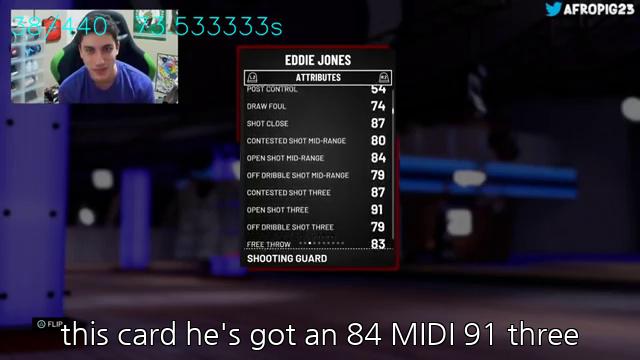 387440 73.533333s
AFROPIG23
EDDIE JONES
ATTRIBUTES
POST CONTROL 54
DRAW FOUL 74
SHOT CLOSE 87
CONTESTED SHOT MID-RANGE 80
OPEN SHOT MID-RANGE 84
OFF DRIBBLE SHOT MID-RANGE 79
CONTESTED SHOT THREE 87
OPEN SHOT THREE 91
OFF DRIBBLE SHOT THREE 79
FREE THROW 83
SHOOTING GUARD
FLIP
this card he's got an 84 MIDI 91 three